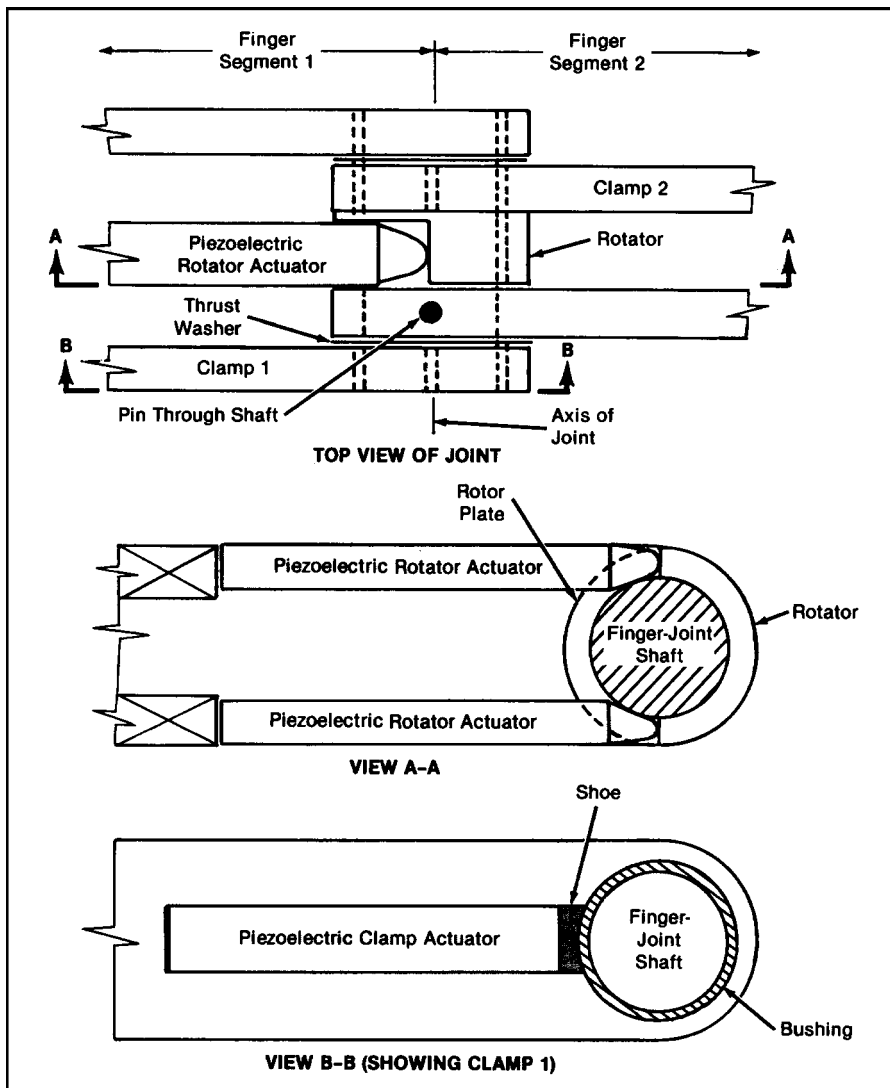 Finger
Segment 1
Finger
Segment 2
Clamp 2
A
Piezoelectric
Rotator Actuator
Rotator
A
Thrust
Washer
B
Clamp 1
B
Pin Through Shaft
Axis of
Joint
TOP VIEW OF JOINT
Rotor
Plate
Piezoelectric Rotator Actuator
Finger-Joint
Shaft
Rotator
Piezoelectric Rotator Actuator
VIEW A–A
Shoe
Piezoelectric Clamp Actuator
Finger-
Joint
Shaft
Bushing
VIEW B–B (SHOWING CLAMP 1)